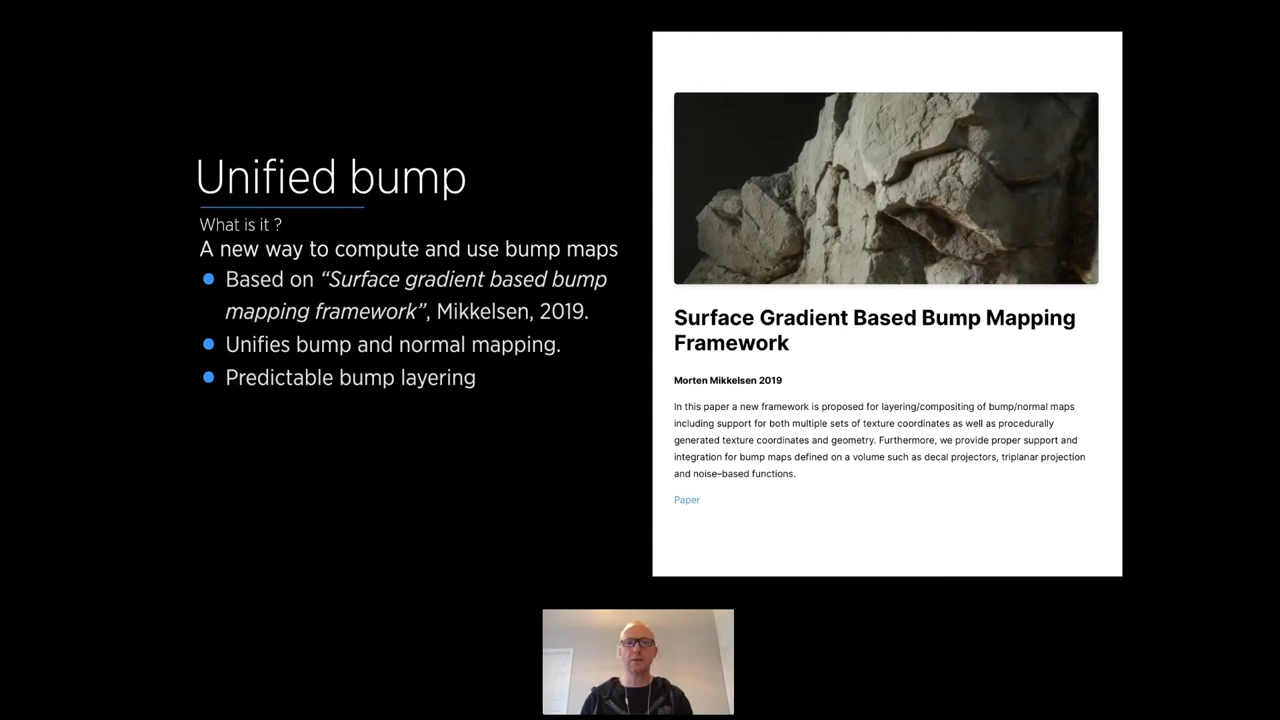 Unified bump
What is it ?
A new way to compute and use bump maps
Based on “Surface gradient based bump
mapping framework”, Mikkelsen, 2019.
Unifies bump and normal mapping.
Predictable bump layering
Surface Gradient Based Bump Mapping
Framework
Morten Mikkelsen 2019
In this paper a new framework is proposed for layering/compositing of bump/normal maps
including support for both multiple sets of texture coordinates as well as procedurally
generated texture coordinates and geometry. Furthermore, we provide proper support and
integration for bump maps defined on a volume such as decal projectors, triplanar projection
and noise–based functions.
Paper